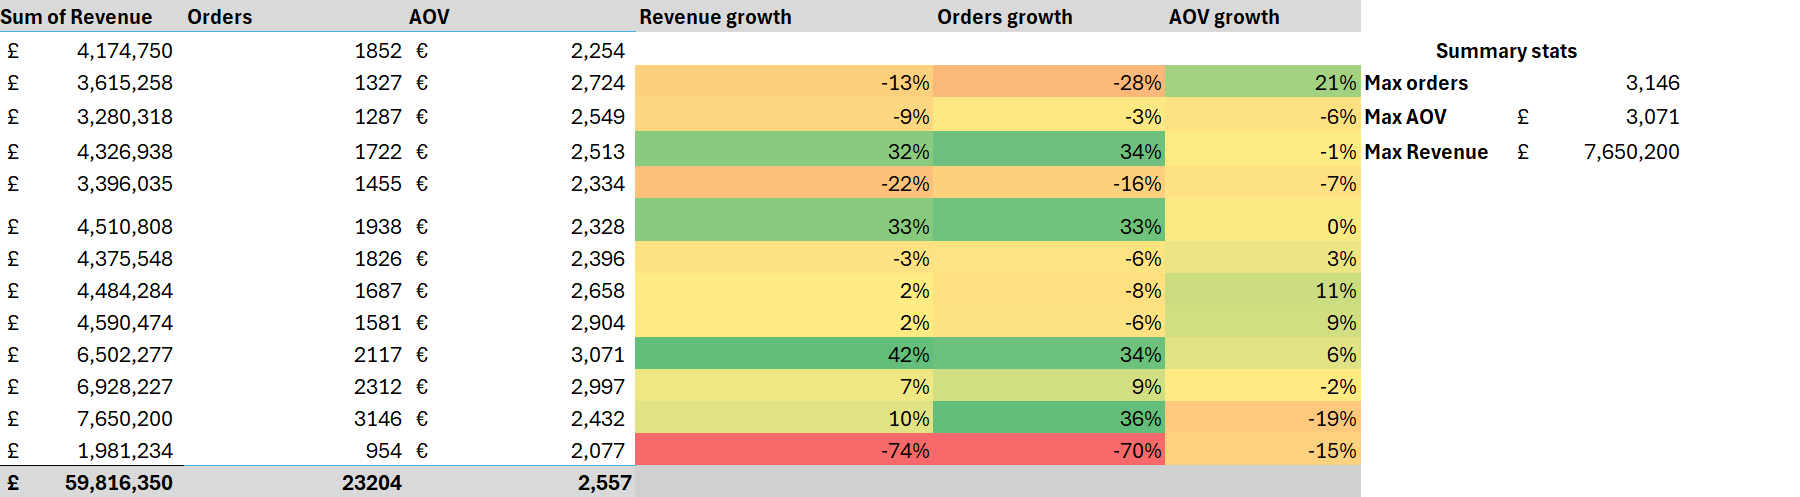 Sum of Revenue Orders AOV Revenue growth Orders growth AOV growth
£ 4,174,750 1852 € 2,254 Summary stats
£ 3,615,258 1327 € 2,724 -13% -28% 21% Max orders 3,146
£ 3,280,318 1287 € 2,549 -9% -3% -6% Max AOV £ 3,071
£ 4,326,938 1722 € 2,513 32% 34% -1% Max Revenue £ 7,650,200
£ 3,396,035 1455 € 2,334 -22% -16% -7%
£ 4,510,808 1938 € 2,328 33% 33% 0%
£ 4,375,548 1826 € 2,396 -3% -6% 3%
£ 4,484,284 1687 € 2,658 2% -8% 11%
£ 4,590,474 1581 € 2,904 2% -6% 9%
£ 6,502,277 2117 € 3,071 42% 34% 6%
£ 6,928,227 2312 € 2,997 7% 9% -2%
£ 7,650,200 3146 € 2,432 10% 36% -19%
£ 1,981,234 954 € 2,077 -74% -70% -15%
£ 59,816,350 23204 2,557